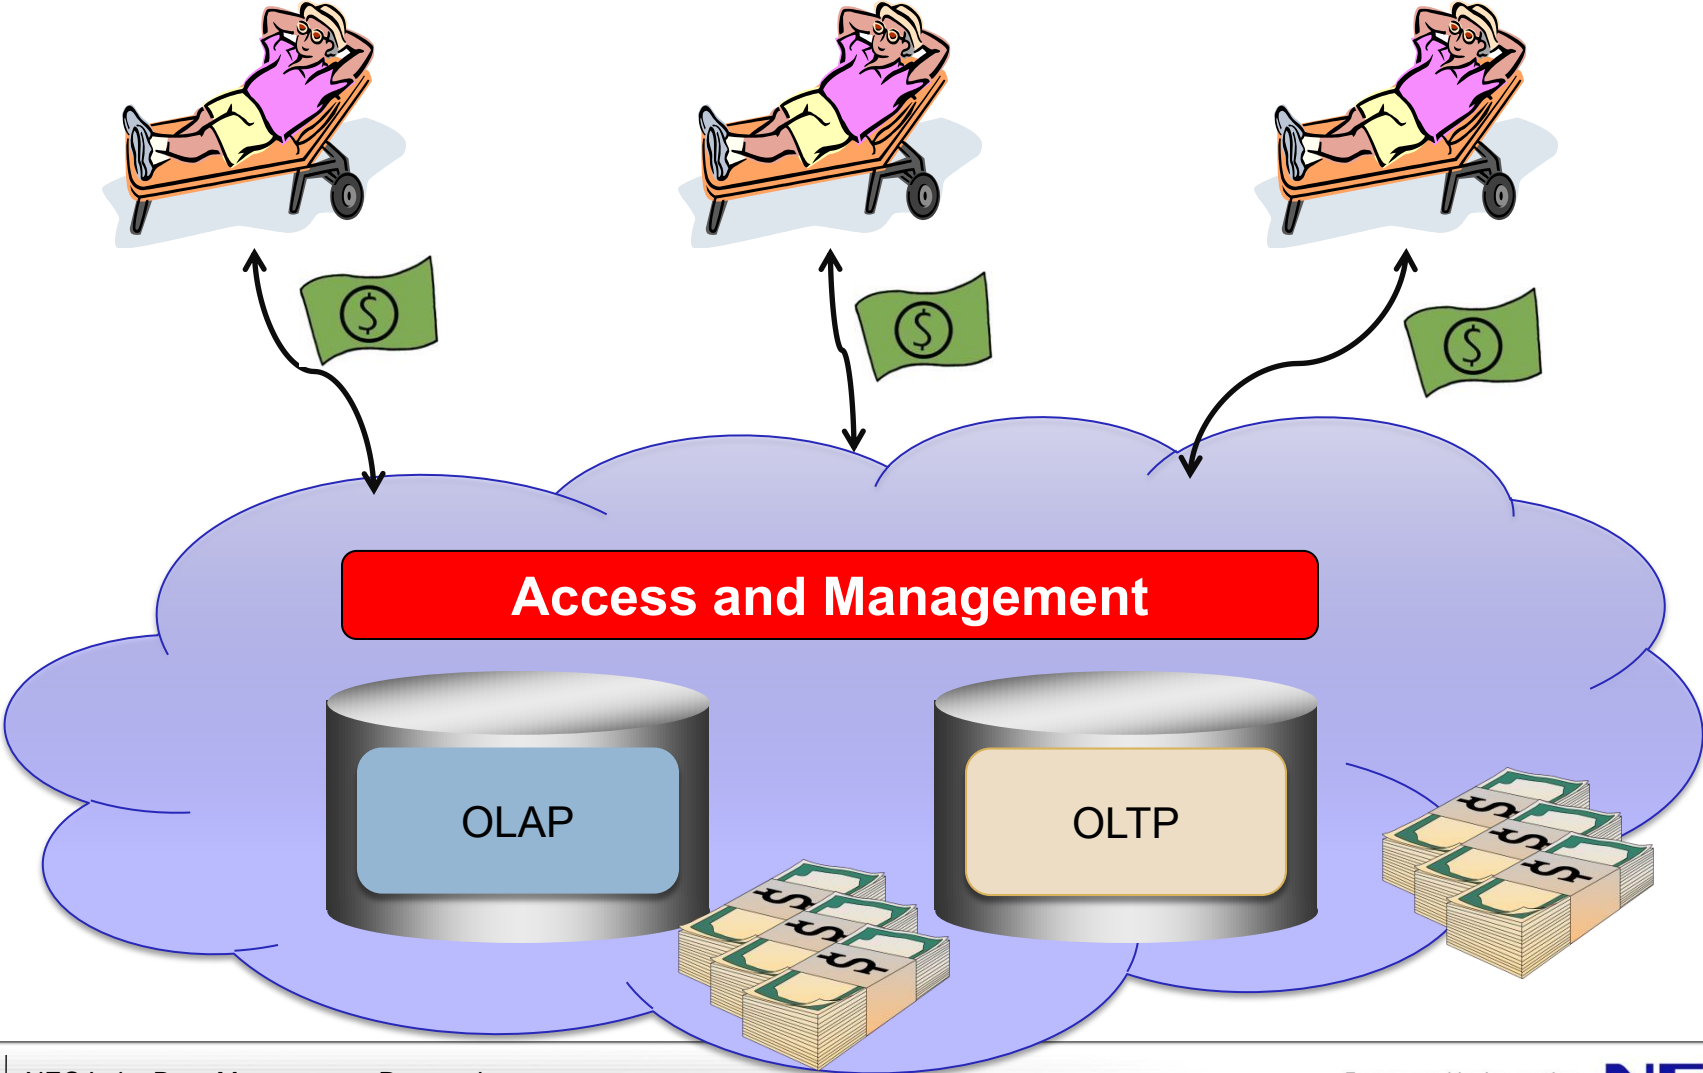 $ $ $
Access and Management
OLAP
OLTP
$ $ $
$ $ $